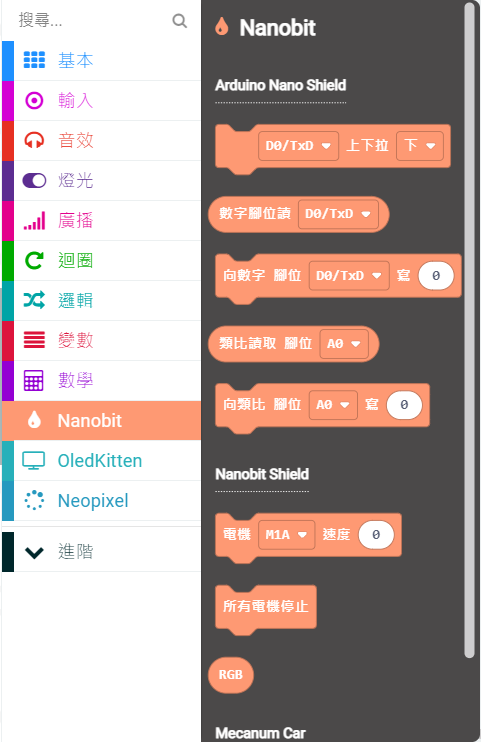 搜尋...
基本
輸入
音效
燈光
廣播
迴圈
邏輯
變數
數學
Nanobit
OledKitten
Neopixel
進階
Nanobit
Arduino Nano Shield
D0/TxD 上下拉 下
數字腳位讀 D0/TxD
向數字 腳位 D0/TxD 寫 0
類比讀取 腳位 A0
向類比 腳位 A0 寫 0
Nanobit Shield
電機 M1A 速度 0
所有電機停止
RGB
Mecanum Car